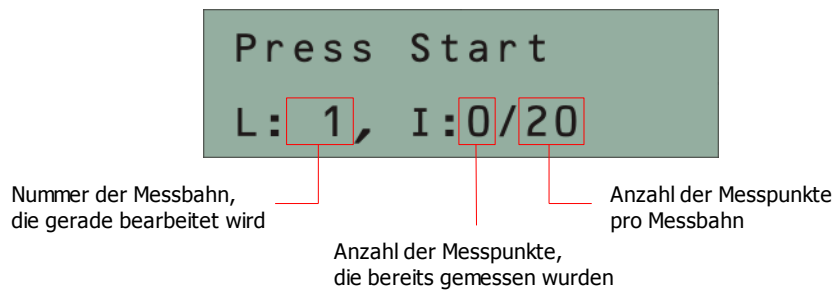 Press Start
L: 1, I:0/20
Nummer der Messbahn,
die gerade bearbeitet wird
Anzahl der Messpunkte
pro Messbahn
Anzahl der Messpunkte,
die bereits gemessen wurden